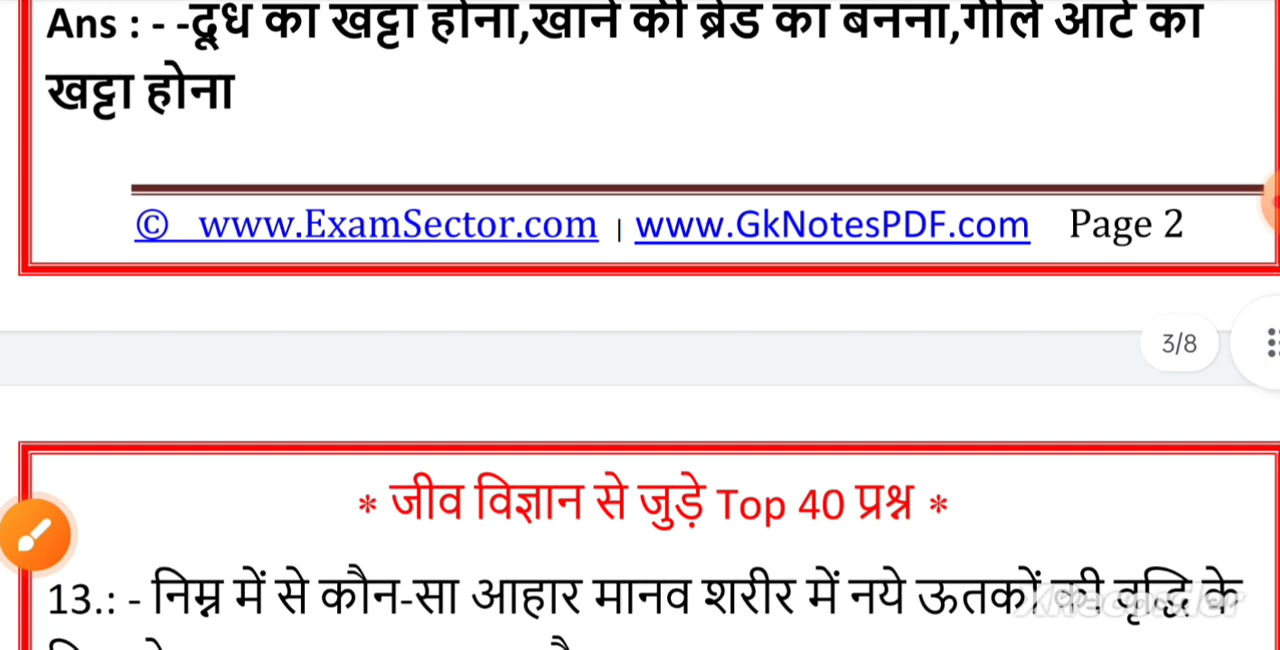 Ans : - -दूध का खट्टा होना,खाने की ब्रेड का बनना,गीले आटे का
खट्टा होना
© www.ExamSector.com | www.GkNotesPDF.com Page 2
3/8
* जीव विज्ञान से जुड़े Top 40 प्रश्न *
13.: - निम्न में से कौन-सा आहार मानव शरीर में नये ऊतकों की वृद्धि के
XRecorder